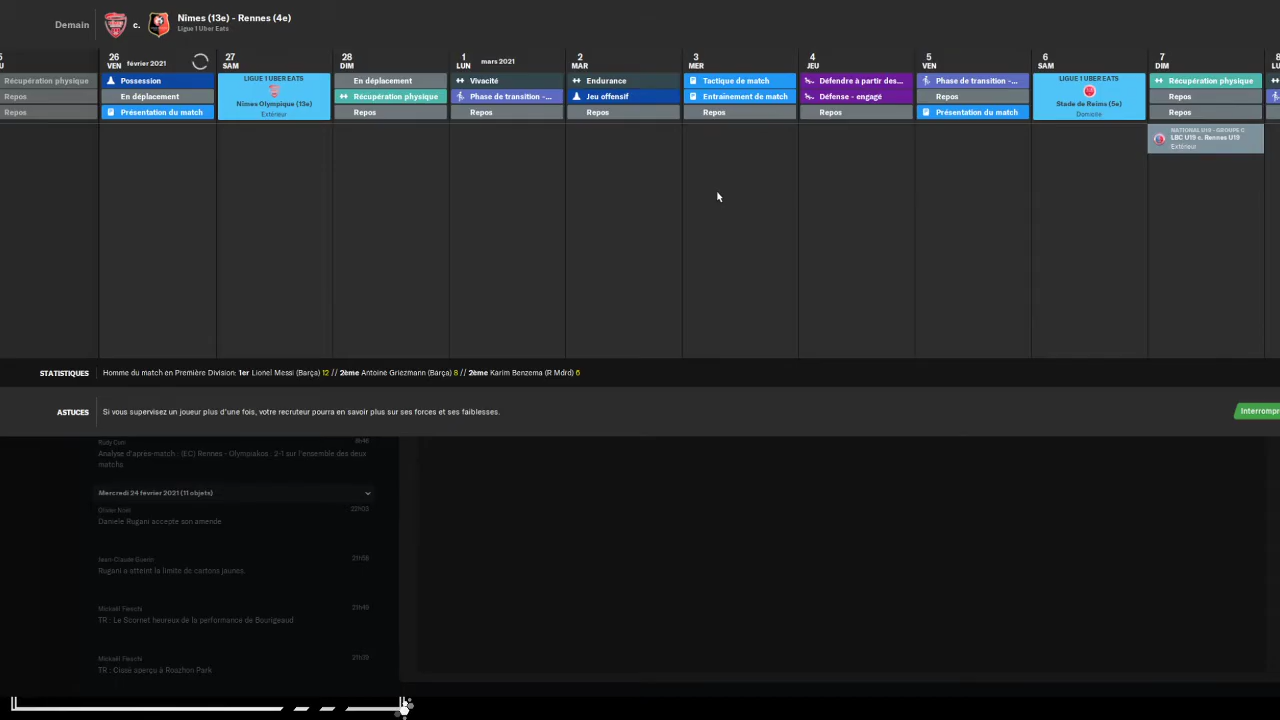 Demain
c.
Nîmes (13e) - Rennes (4e)
Ligue 1 Uber Eats
26
VEN
février 2021
27
SAM
28
DIM
1
LUN
mars 2021
2
MAR
3
MER
4
JEU
5
VEN
6
SAM
7
DIM
8
Récupération physique
Repos
Repos
Possession
En déplacement
Présentation du match
LIGUE 1 UBER EATS
Nîmes Olympique (13e)
Extérieur
En déplacement
Récupération physique
Repos
Vivacité
Phase de transition -...
Repos
Endurance
Jeu offensif
Repos
Tactique de match
Entraînement de match
Repos
Défendre à partir des...
Défense - engagé
Repos
Phase de transition -...
Repos
Présentation du match
LIGUE 1 UBER EATS
Stade de Reims (5e)
Domicile
Récupération physique
Repos
Repos
NATIONAL U19 - GROUPE C
LBC U19 c. Rennes U19
Extérieur
STATISTIQUES
Homme du match en Première Division: 1er Lionel Messi (Barça) 12 // 2ème Antoine Griezmann (Barça) 8 // 2ème Karim Benzema (R Mdrd) 6
ASTUCES
Si vous supervisez un joueur plus d'une fois, votre recruteur pourra en savoir plus sur ses forces et ses faiblesses.
Interrompr
Analyse d'après-match : (EC) Rennes - Olympiakos : 2-1 sur l'ensemble des deux
matchs
Mercredi 24 février 2021 (11 objets)
22h03
Daniele Rugani accepte son amende
21h58
Rugani a atteint la limite de cartons jaunes.
21h49
TR : Le Scornet heureux de la performance de Bourigeaud
21h39
TR : Cissé aperçu à Roazhon Park